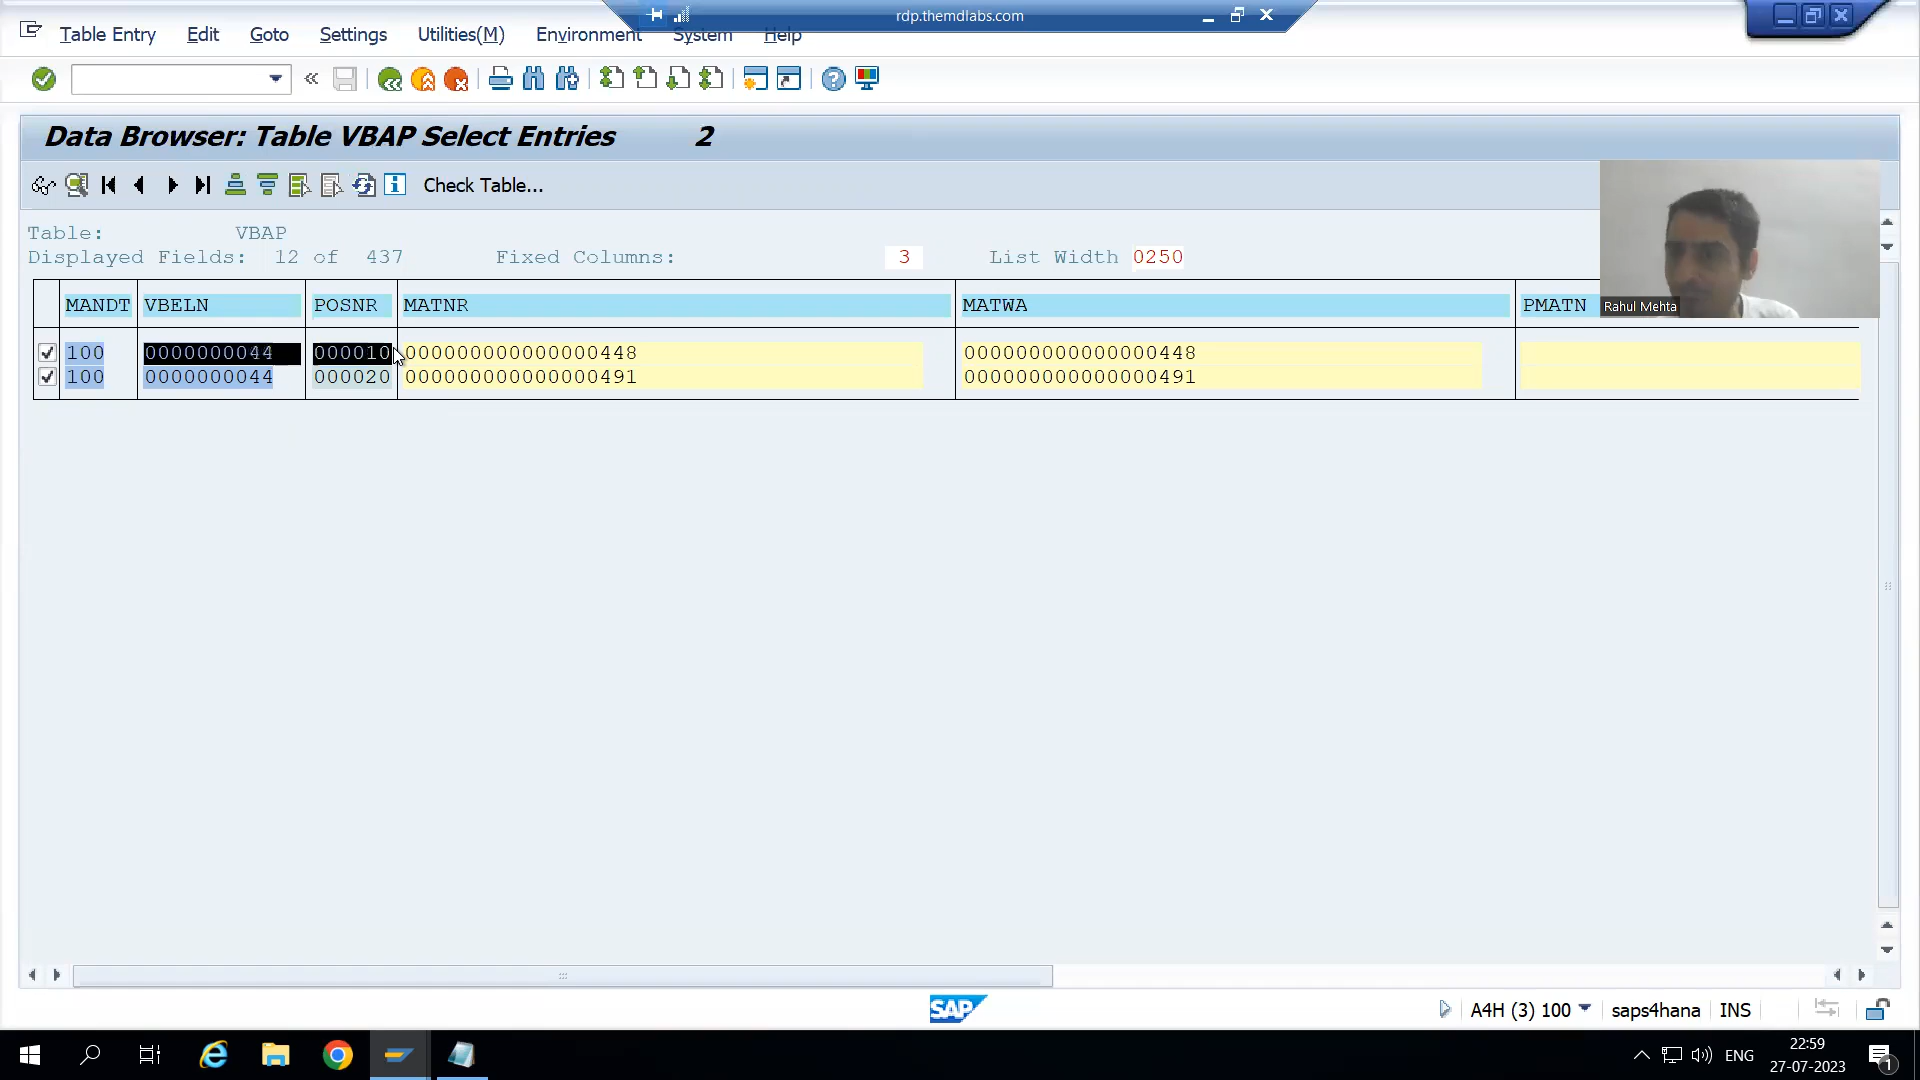 rdp.themdlabs.com
Table Entry Edit Goto Settings Utilities(M) Environment System Help
Data Browser: Table VBAP Select Entries 2
Check Table...
Table: VBAP
Displayed Fields: 12 of 437 Fixed Columns: 3 List Width 0250
MANDT VBELN POSNR MATNR MATWA PMATN
Rahul Mehta
100 0000000044 000010 000000000000000448 000000000000000448
100 0000000044 000020 000000000000000491 000000000000000491
SAP
A4H (3) 100 saps4hana INS
ENG
22:59
27-07-2023
1